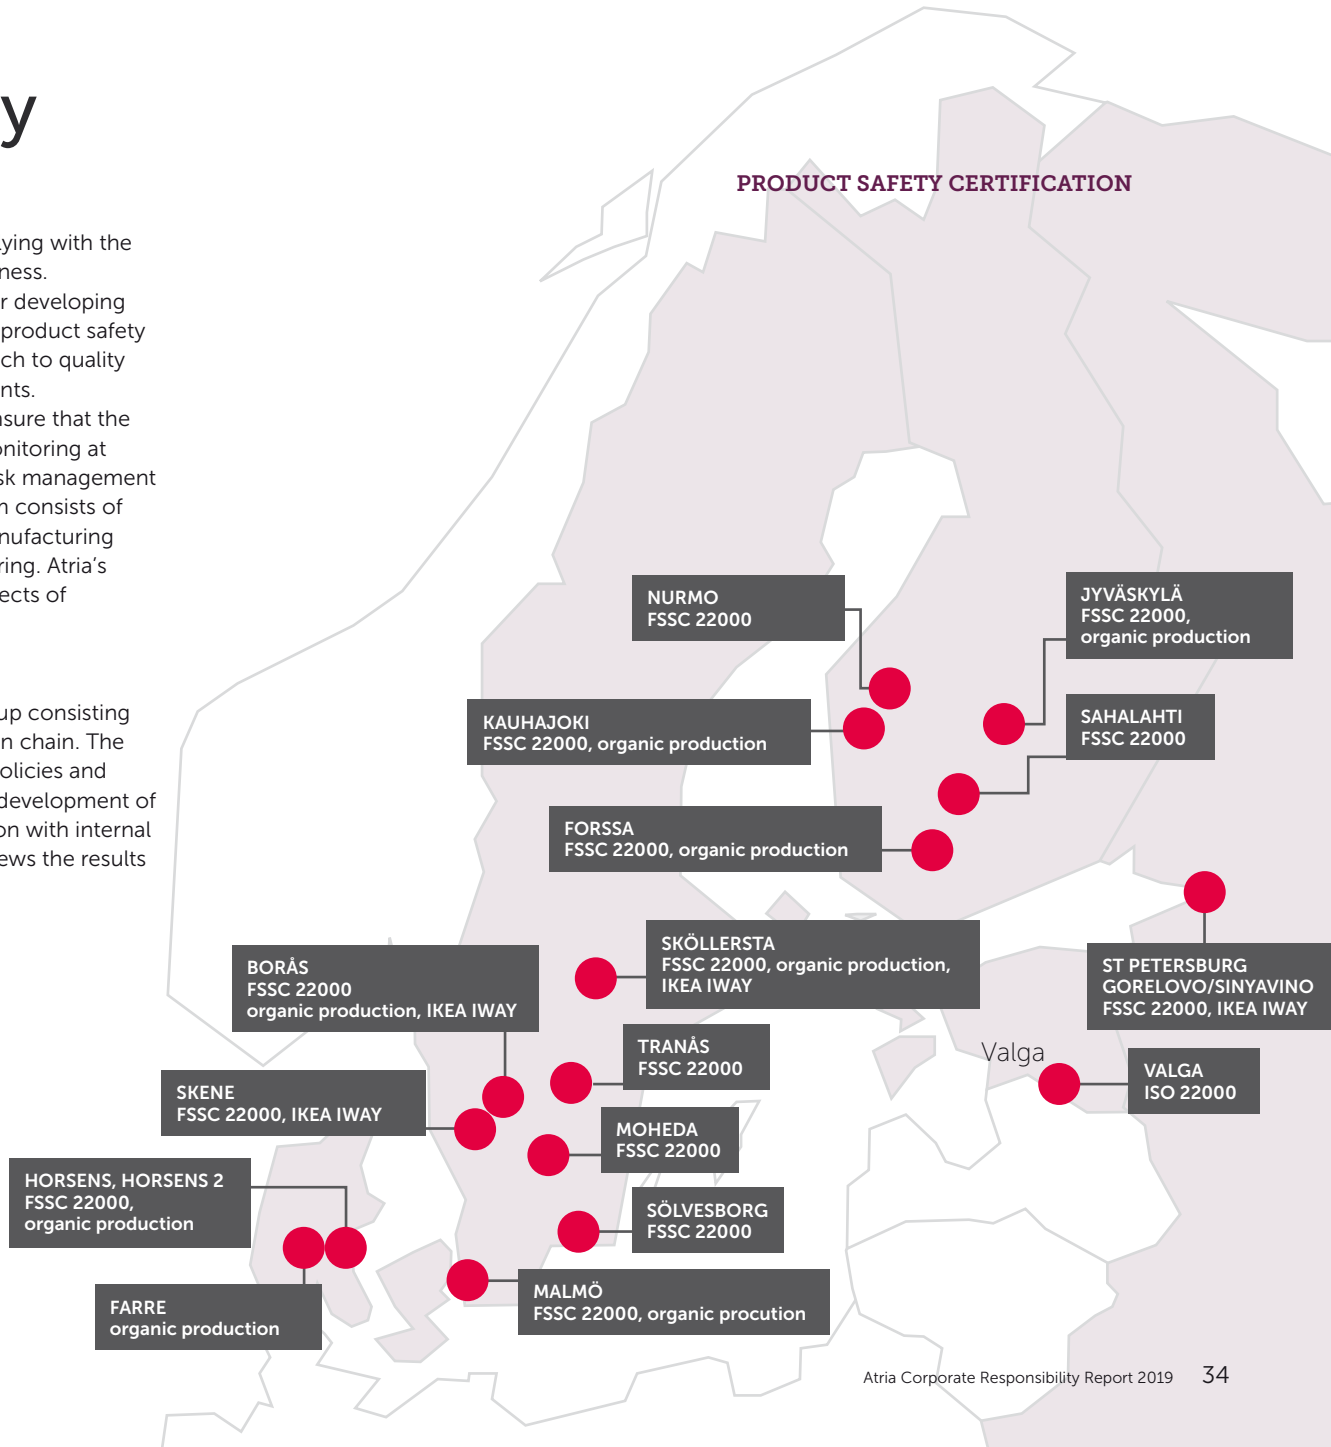 y
lying with the
ness.
r developing
product safety
ch to quality
nts.
nsure that the
onitoring at
sk management
n consists of
nufacturing
ring. Atria's
ects of
up consisting
n chain. The
olicies and
development of
on with internal
ews the results
PRODUCT SAFETY CERTIFICATION
NURMO
FSSC 22000
JYVÄSKYLÄ
FSSC 22000,
organic production
KAUHAJOKI
FSSC 22000, organic production
SAHALAHTI
FSSC 22000
FORSSA
FSSC 22000, organic production
SKÖLLERSTA
FSSC 22000, organic production,
IKEA IWAY
BORÅS
FSSC 22000
organic production, IKEA IWAY
ST PETERSBURG
GORELOVO/SINYAVINO
FSSC 22000, IKEA IWAY
TRANÅS
FSSC 22000
Valga
VALGA
ISO 22000
SKENE
FSSC 22000, IKEA IWAY
MOHEDA
FSSC 22000
HORSENS, HORSENS 2
FSSC 22000,
organic production
SÖLVESBORG
FSSC 22000
MALMÖ
FSSC 22000, organic procution
FARRE
organic production
Atria Corporate Responsibility Report 2019 34